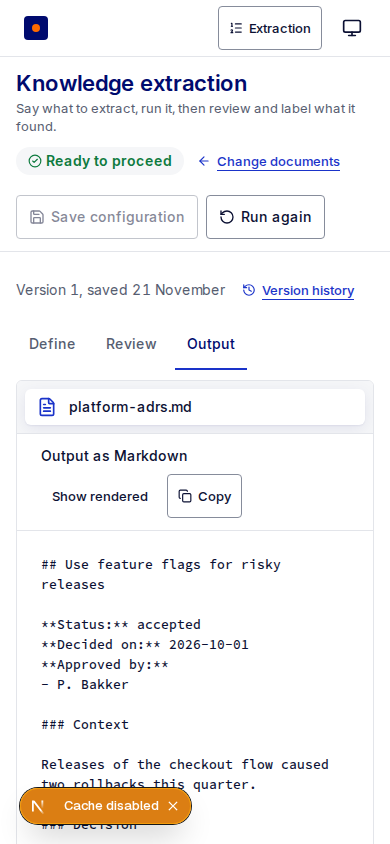 Extraction
Knowledge extraction
Say what to extract, run it, then review and label what it
found.
Ready to proceed
Change documents
Save configuration
Run again
Version 1, saved 21 November
Version history
Define
Review
Output
platform-adrs.md
Output as Markdown
Show rendered
Copy
## Use feature flags for risky
releases
**Status:** accepted
**Decided on:** 2026-10-01
**Approved by:**
- P. Bakker
### Context
Releases of the checkout flow caused
two rollbacks this quarter.
Cache disabled
### Decision